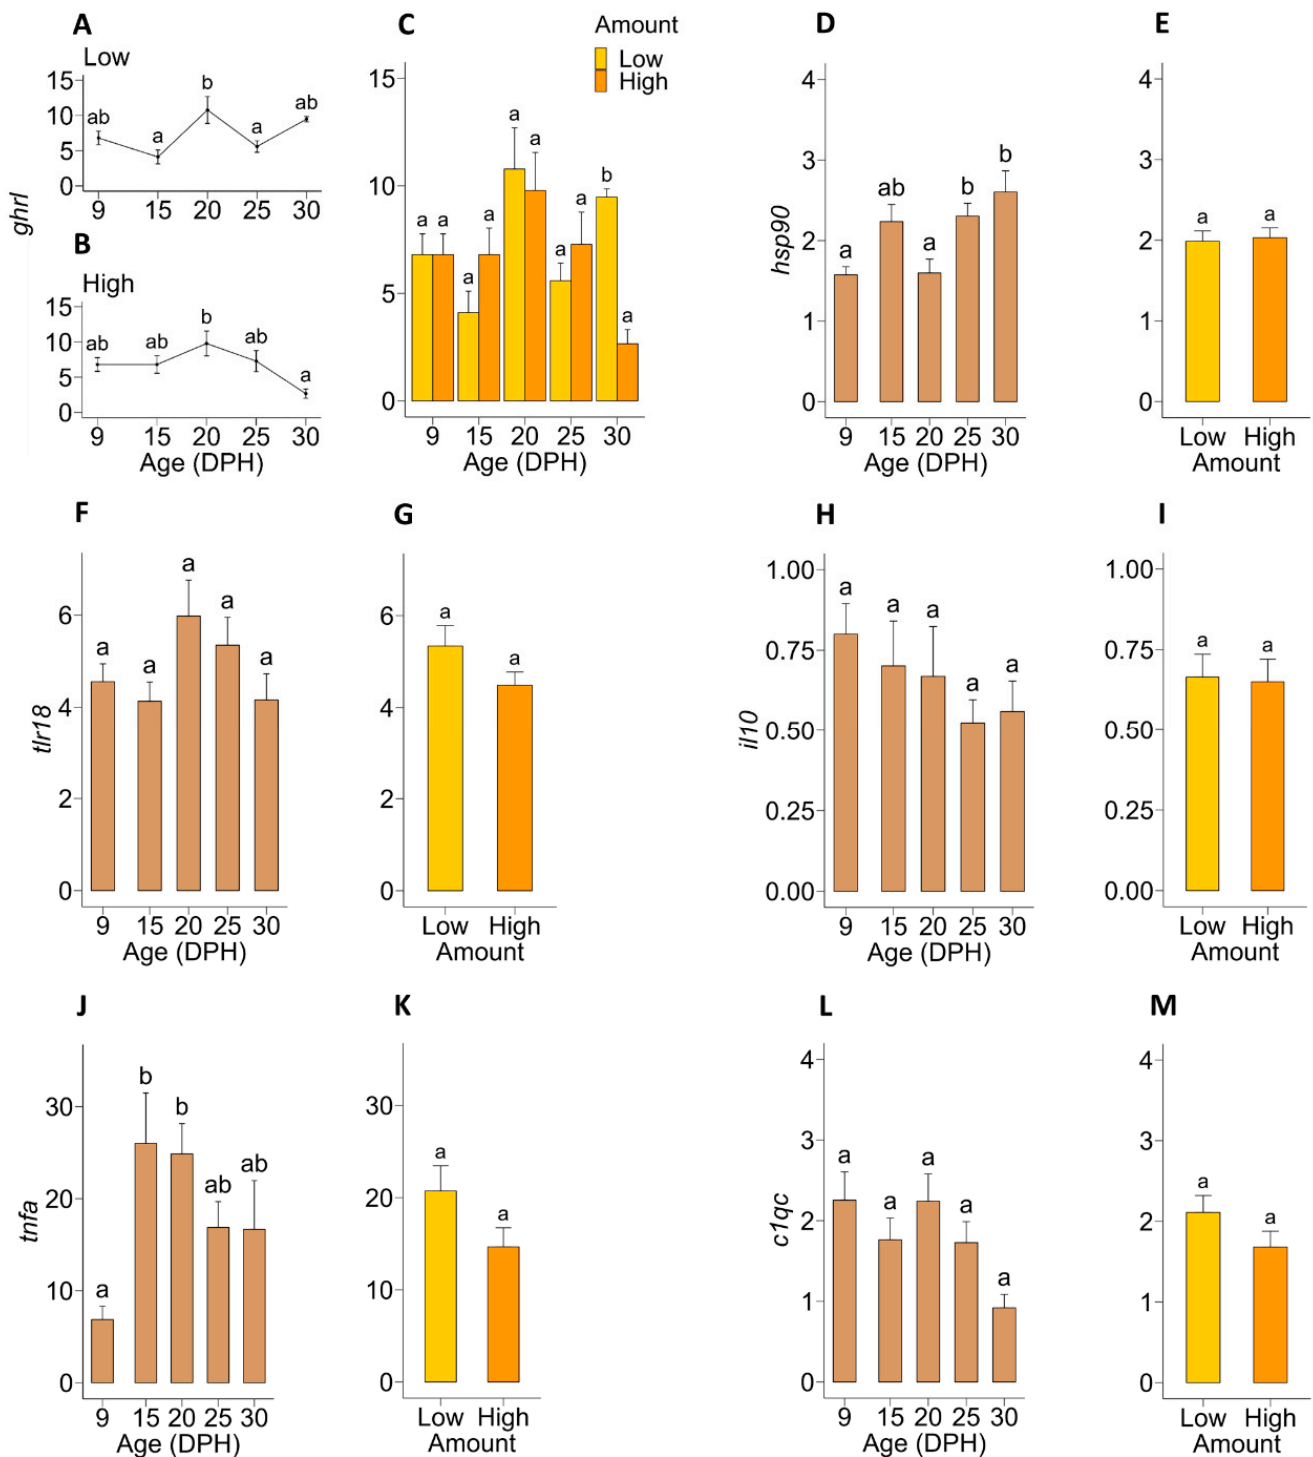 A
Low
ghrl
15
10
5
0
ab
a
b
a
ab
9 15 20 25 30
B
High
15
10
5
0
ab
ab
b
ab
a
9 15 20 25 30
Age (DPH)
C
Amount
Low
High
15
10
5
0
a a
a a
a a
a a
b a
9 15 20 25 30
Age (DPH)
D
hsp90
4
3
2
1
0
a
ab
a
b
b
9 15 20 25 30
Age (DPH)
E
4
3
2
1
0
a a
Low High
Amount
F
tlr18
6
4
2
0
a
a
a
a
a
9 15 20 25 30
Age (DPH)
G
6
4
2
0
a
a
Low High
Amount
H
il10
1.00
0.75
0.50
0.25
0.00
a
a
a
a
a
9 15 20 25 30
Age (DPH)
I
1.00
0.75
0.50
0.25
0.00
a a
Low High
Amount
J
tnfa
30
20
10
0
a
b
b
ab
ab
9 15 20 25 30
Age (DPH)
K
30
20
10
0
a
a
Low High
Amount
L
c1qc
4
3
2
1
0
a
a
a
a
a
9 15 20 25 30
Age (DPH)
M
4
3
2
1
0
a
a
Low High
Amount